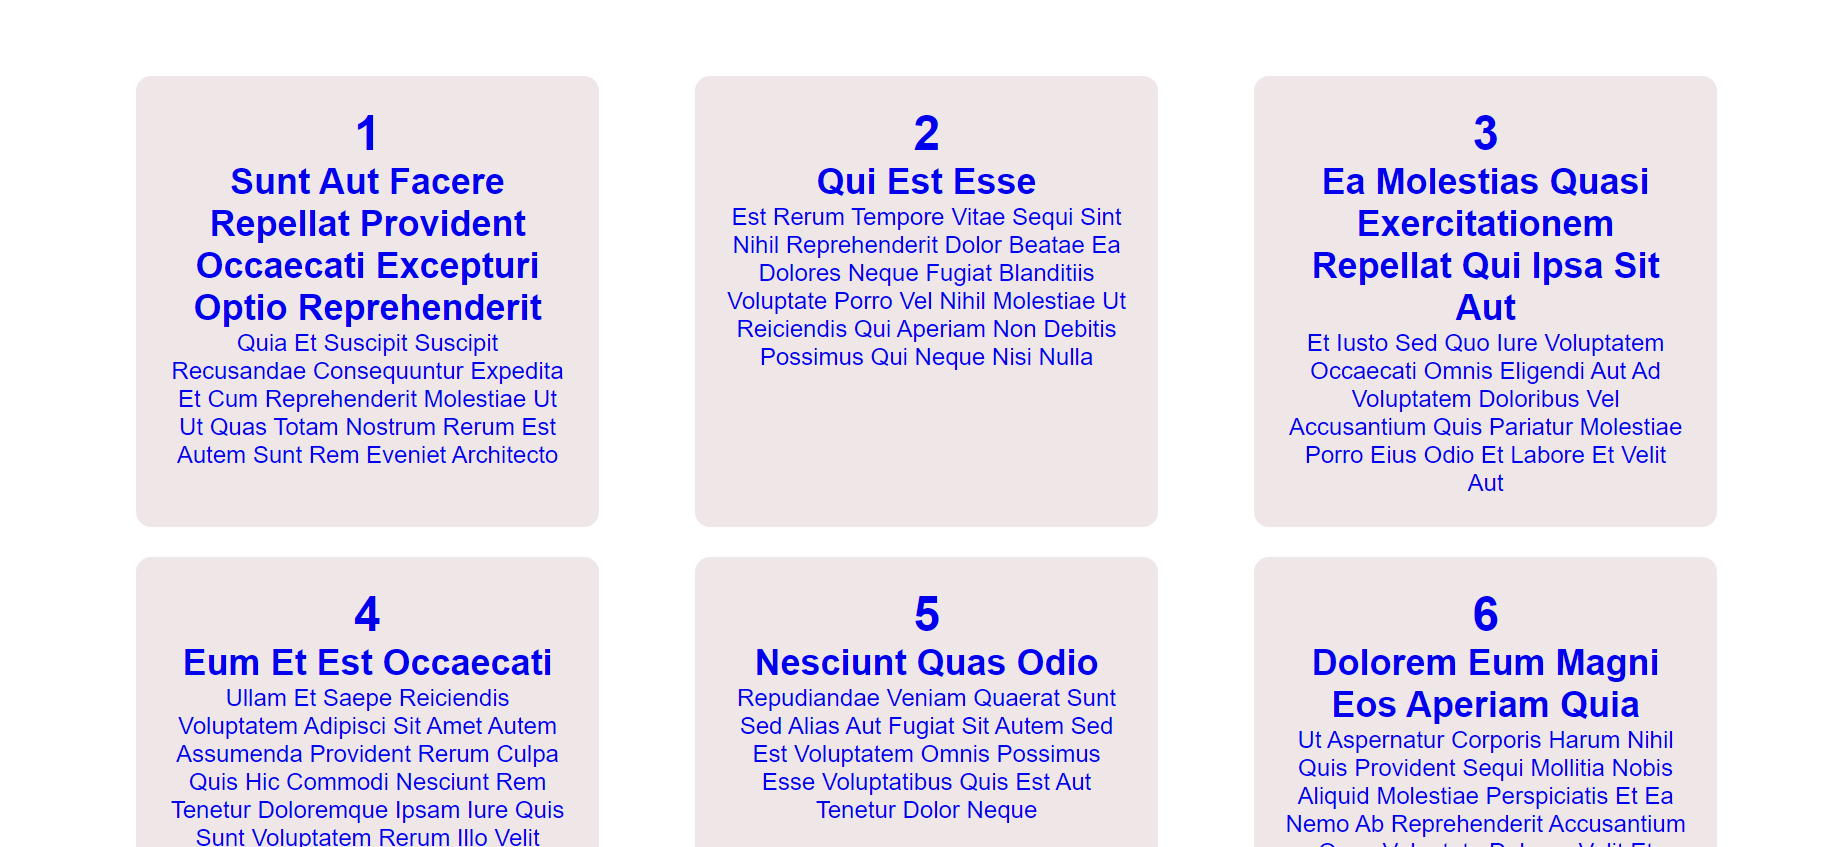 1
Sunt Aut Facere
Repellat Provident
Occaecati Excepturi
Optio Reprehenderit
Quia Et Suscipit Suscipit
Recusandae Consequuntur Expedita
Et Cum Reprehenderit Molestiae Ut
Ut Quas Totam Nostrum Rerum Est
Autem Sunt Rem Eveniet Architecto
2
Qui Est Esse
Est Rerum Tempore Vitae Sequi Sint
Nihil Reprehenderit Dolor Beatae Ea
Dolores Neque Fugiat Blanditiis
Voluptate Porro Vel Nihil Molestiae Ut
Reiciendis Qui Aperiam Non Debitis
Possimus Qui Neque Nisi Nulla
3
Ea Molestias Quasi
Exercitationem
Repellat Qui Ipsa Sit
Aut
Et Iusto Sed Quo Iure Voluptatem
Occaecati Omnis Eligendi Aut Ad
Voluptatem Doloribus Vel
Accusantium Quis Pariatur Molestiae
Porro Eius Odio Et Labore Et Velit
Aut
4
Eum Et Est Occaecati
Ullam Et Saepe Reiciendis
Voluptatem Adipisci Sit Amet Autem
Assumenda Provident Rerum Culpa
Quis Hic Commodi Nesciunt Rem
Tenetur Doloremque Ipsam Iure Quis
Sunt Voluptatem Rerum Illo Velit
5
Nesciunt Quas Odio
Repudiandae Veniam Quaerat Sunt
Sed Alias Aut Fugiat Sit Autem Sed
Est Voluptatem Omnis Possimus
Esse Voluptatibus Quis Est Aut
Tenetur Dolor Neque
6
Dolorem Eum Magni
Eos Aperiam Quia
Ut Aspernatur Corporis Harum Nihil
Quis Provident Sequi Mollitia Nobis
Aliquid Molestiae Perspiciatis Et Ea
Nemo Ab Reprehenderit Accusantium